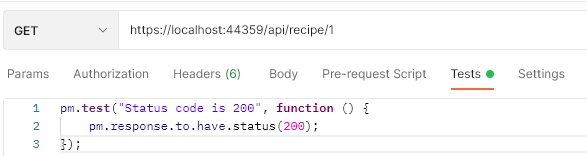 GET https://localhost:44359/api/recipe/1
Params Authorization Headers (6) Body Pre-request Script Tests Settings
1 pm.test("Status code is 200", function () {
2 pm.response.to.have.status(200);
3 });